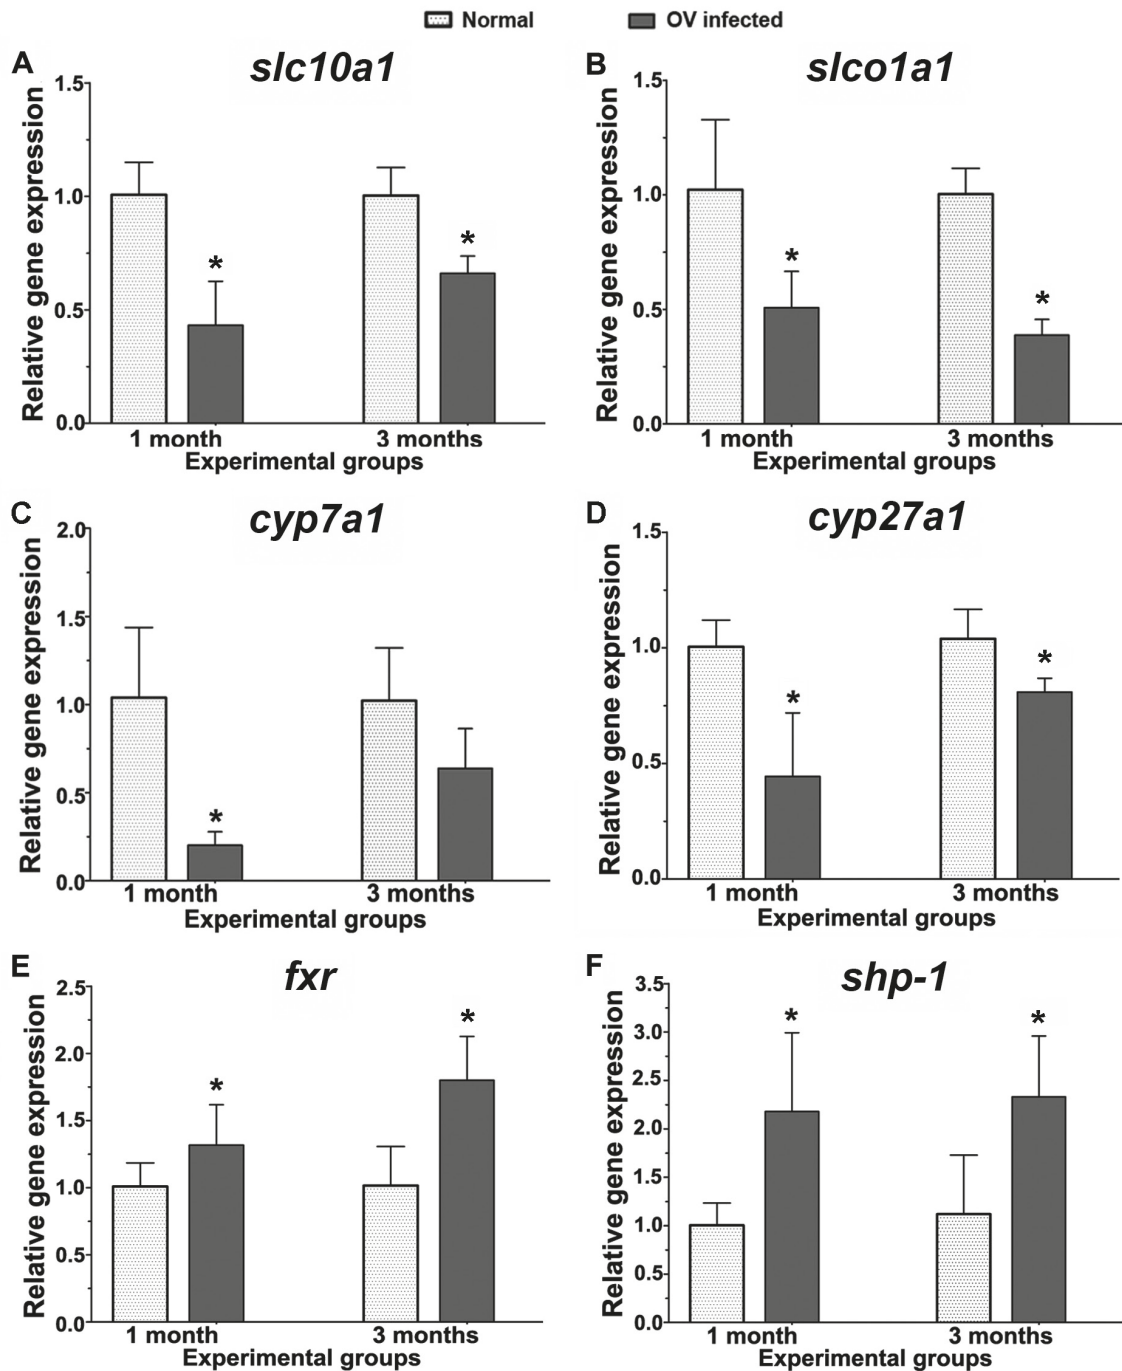 Normal OV infected
A slc10a1
Relative gene expression
1.5
1.0
*
*
0.5
0.0
1 month 3 months
Experimental groups
B slco1a1
Relative gene expression
1.5
1.0
*
*
0.5
0.0
1 month 3 months
Experimental groups
C cyp7a1
Relative gene expression
2.0
1.5
1.0
0.5
*
0.0
1 month 3 months
Experimental groups
D cyp27a1
Relative gene expression
1.5
1.0
*
*
0.5
0.0
1 month 3 months
Experimental groups
E fxr
Relative gene expression
2.5
*
2.0
*
1.5
1.0
0.5
0.0
1 month 3 months
Experimental groups
F shp-1
Relative gene expression
3.5
* *
3.0
2.5
2.0
1.5
1.0
0.5
0.0
1 month 3 months
Experimental groups